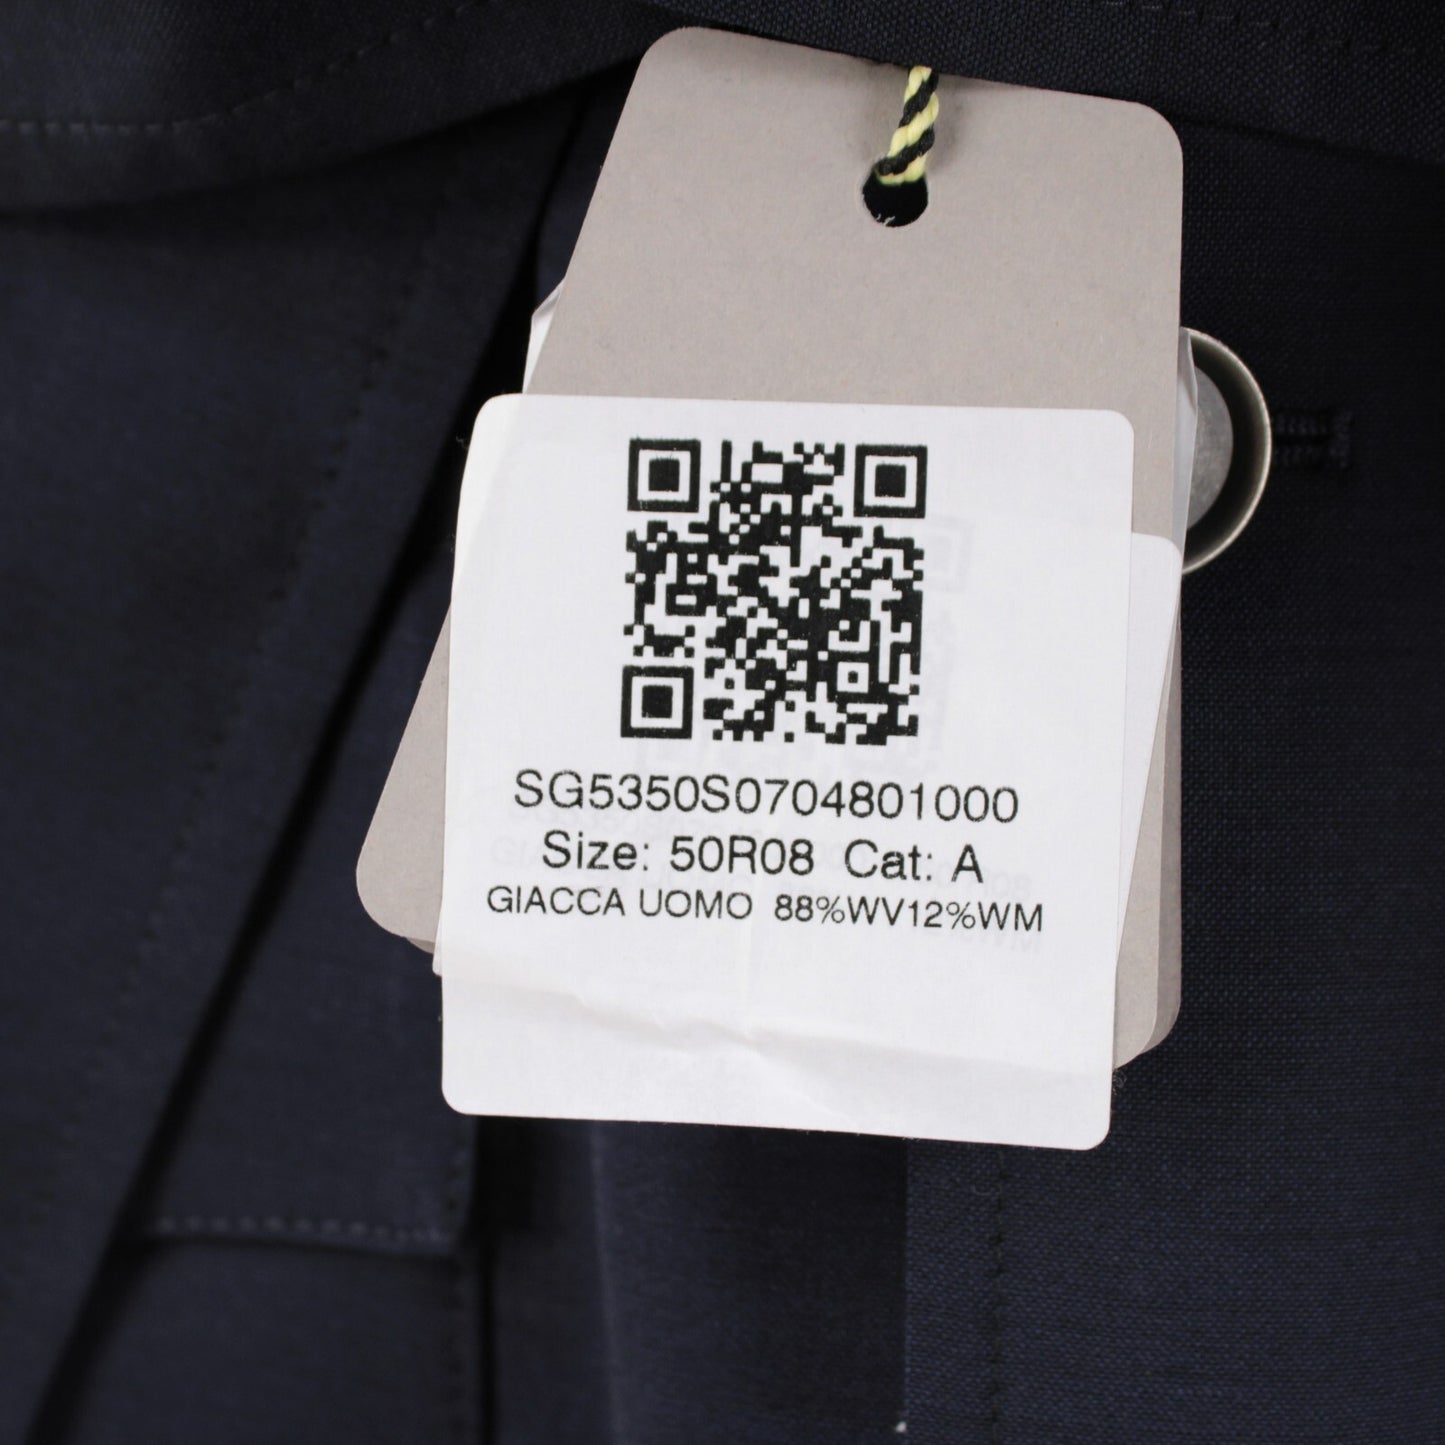 SG5350S0704801000
Size: 50R08 Cat: A
GIACCA UOMO 88%WV12%WM